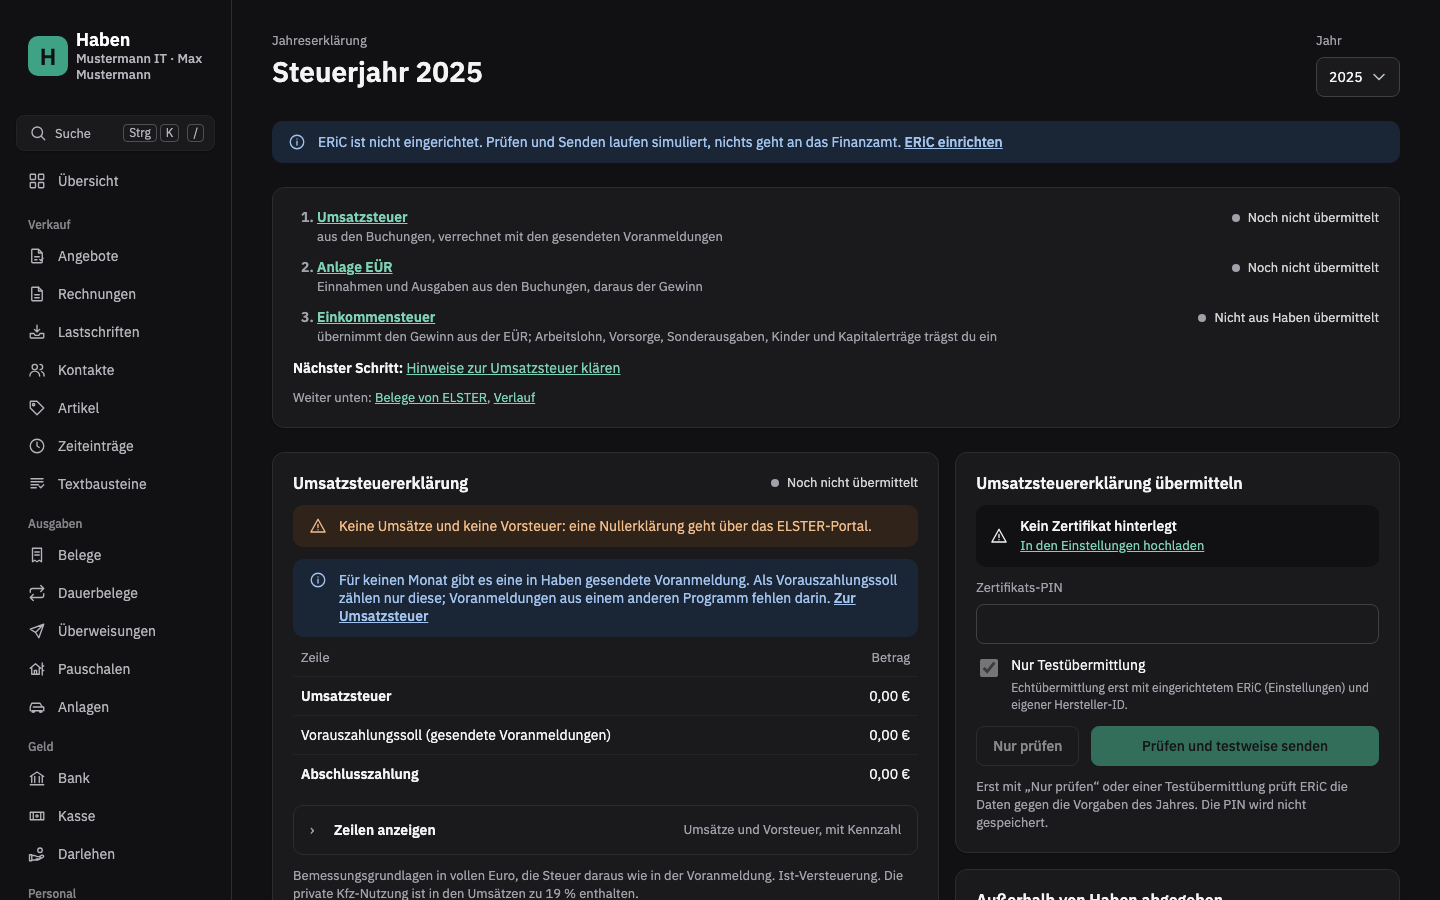 H
Haben
Mustermann IT · Max
Mustermann
Suche Strg K /
Übersicht
Verkauf
Angebote
Rechnungen
Lastschriften
Kontakte
Artikel
Zeiteinträge
Textbausteine
Ausgaben
Belege
Dauerbelege
Überweisungen
Pauschalen
Anlagen
Geld
Bank
Kasse
Darlehen
Personal
Jahreserklärung
Steuerjahr 2025
Jahr
2025
ERiC ist nicht eingerichtet. Prüfen und Senden laufen simuliert, nichts geht an das Finanzamt. ERiC einrichten
1. Umsatzsteuer Noch nicht übermittelt
aus den Buchungen, verrechnet mit den gesendeten Voranmeldungen
2. Anlage EÜR Noch nicht übermittelt
Einnahmen und Ausgaben aus den Buchungen, daraus der Gewinn
3. Einkommensteuer Nicht aus Haben übermittelt
übernimmt den Gewinn aus der EÜR; Arbeitslohn, Vorsorge, Sonderausgaben, Kinder und Kapitalerträge trägst du ein
Nächster Schritt: Hinweise zur Umsatzsteuer klären
Weiter unten: Belege von ELSTER, Verlauf
Umsatzsteuererklärung Noch nicht übermittelt
Keine Umsätze und keine Vorsteuer: eine Nullerklärung geht über das ELSTER-Portal.
Für keinen Monat gibt es eine in Haben gesendete Voranmeldung. Als Vorauszahlungssoll
zählen nur diese; Voranmeldungen aus einem anderen Programm fehlen darin. Zur
Umsatzsteuer
Zeile Betrag
Umsatzsteuer 0,00 €
Vorauszahlungssoll (gesendete Voranmeldungen) 0,00 €
Abschlusszahlung 0,00 €
› Zeilen anzeigen Umsätze und Vorsteuer, mit Kennzahl
Bemessungsgrundlagen in vollen Euro, die Steuer daraus wie in der Voranmeldung. Ist-Versteuerung. Die
private Kfz-Nutzung ist in den Umsätzen zu 19 % enthalten.
Umsatzsteuererklärung übermitteln
Kein Zertifikat hinterlegt
In den Einstellungen hochladen
Zertifikats-PIN
Nur Testübermittlung
Echtübermittlung erst mit eingerichtetem ERiC (Einstellungen) und
eigener Hersteller-ID.
Nur prüfen Prüfen und testweise senden
Erst mit „Nur prüfen“ oder einer Testübermittlung prüft ERiC die
Daten gegen die Vorgaben des Jahres. Die PIN wird nicht
gespeichert.
Außerhalb von Haben abgegeben